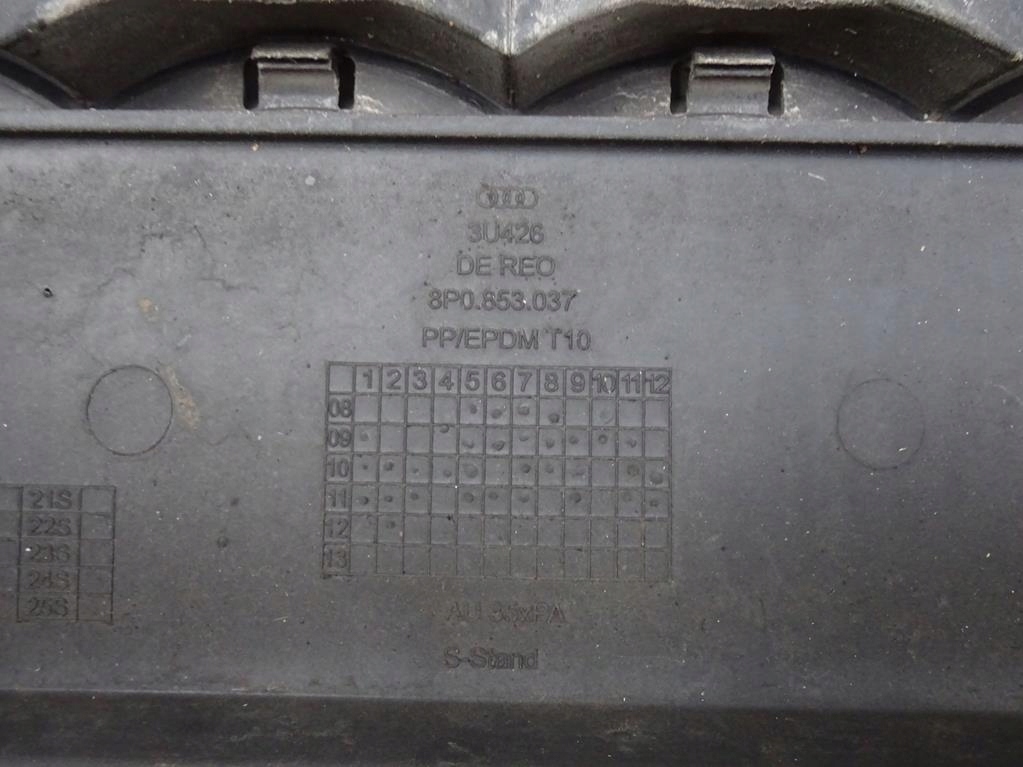 3U426
DE REO
8P0.853.037
PP/EPDM T10
1 2 3 4 5 6 7 8 9 10 11 12
08
09
10
11
12
13
21S
22S
23S
24S
25S
S-Stand